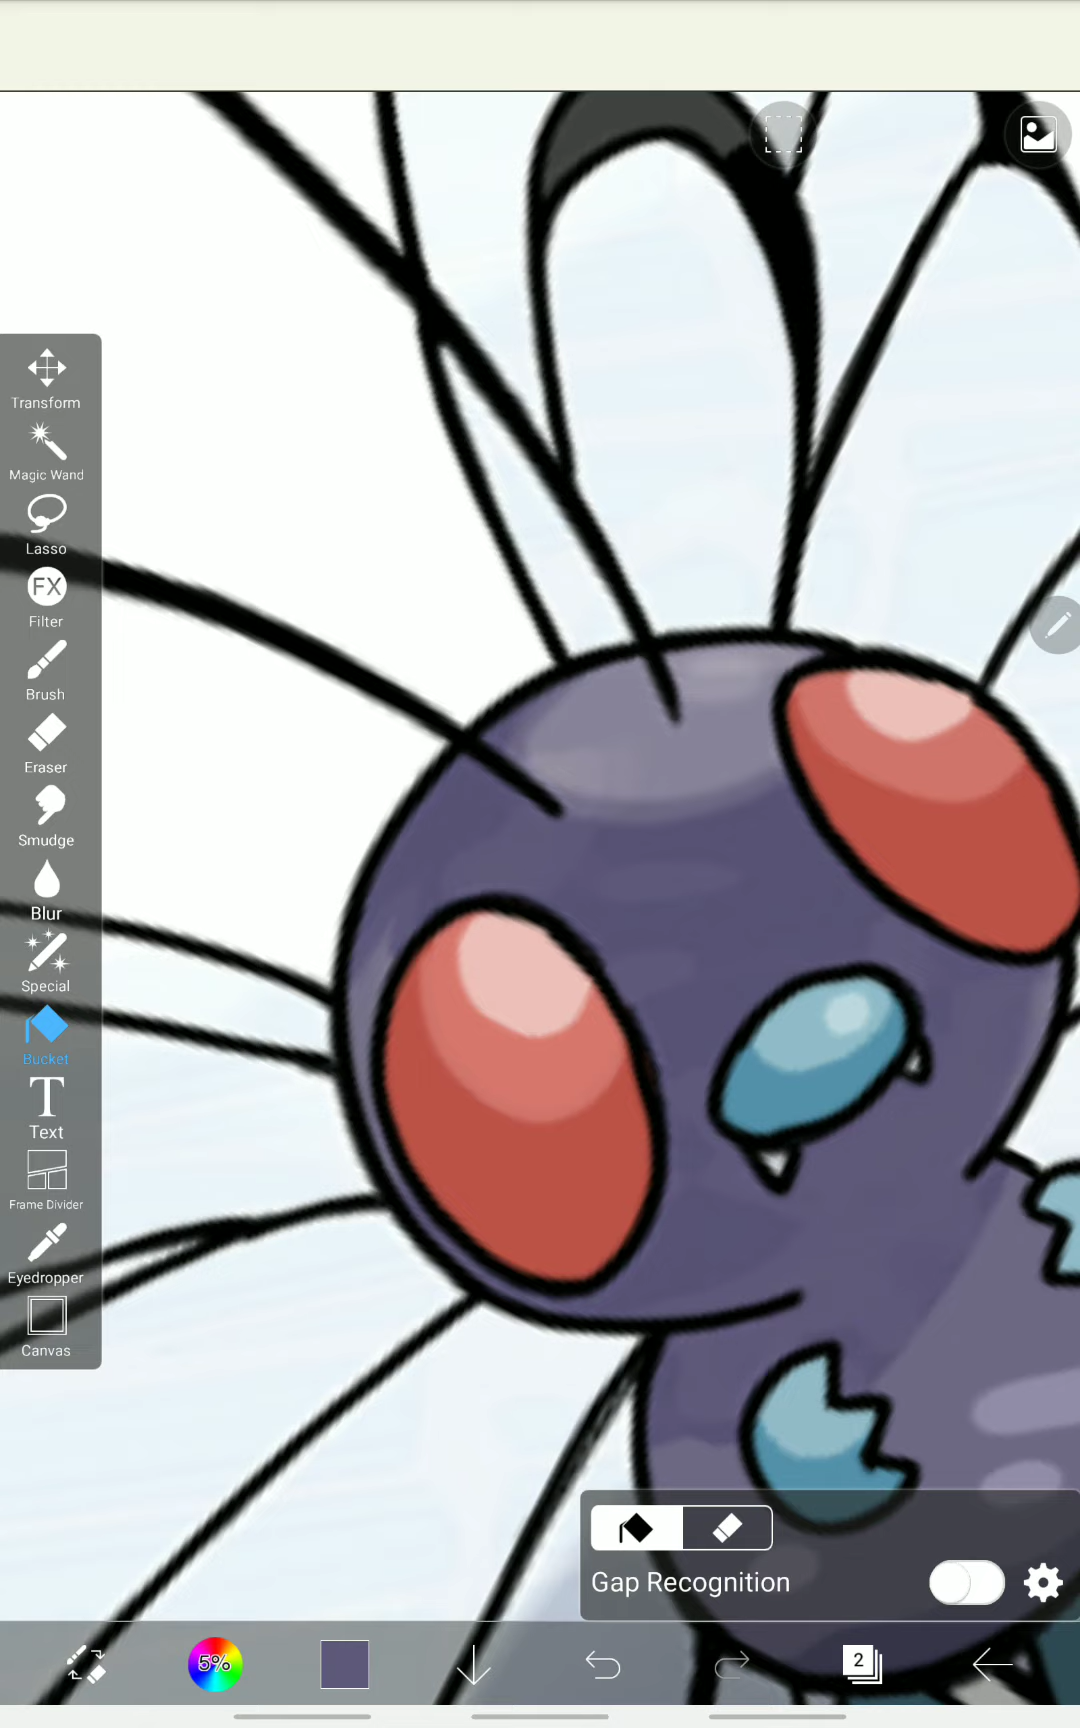 Transform
Magic Wand
Lasso
FX
Filter
Brush
Eraser
Smudge
Blur
Special
Bucket
T
Text
Frame Divider
Eyedropper
Canvas
Gap Recognition
5%
2